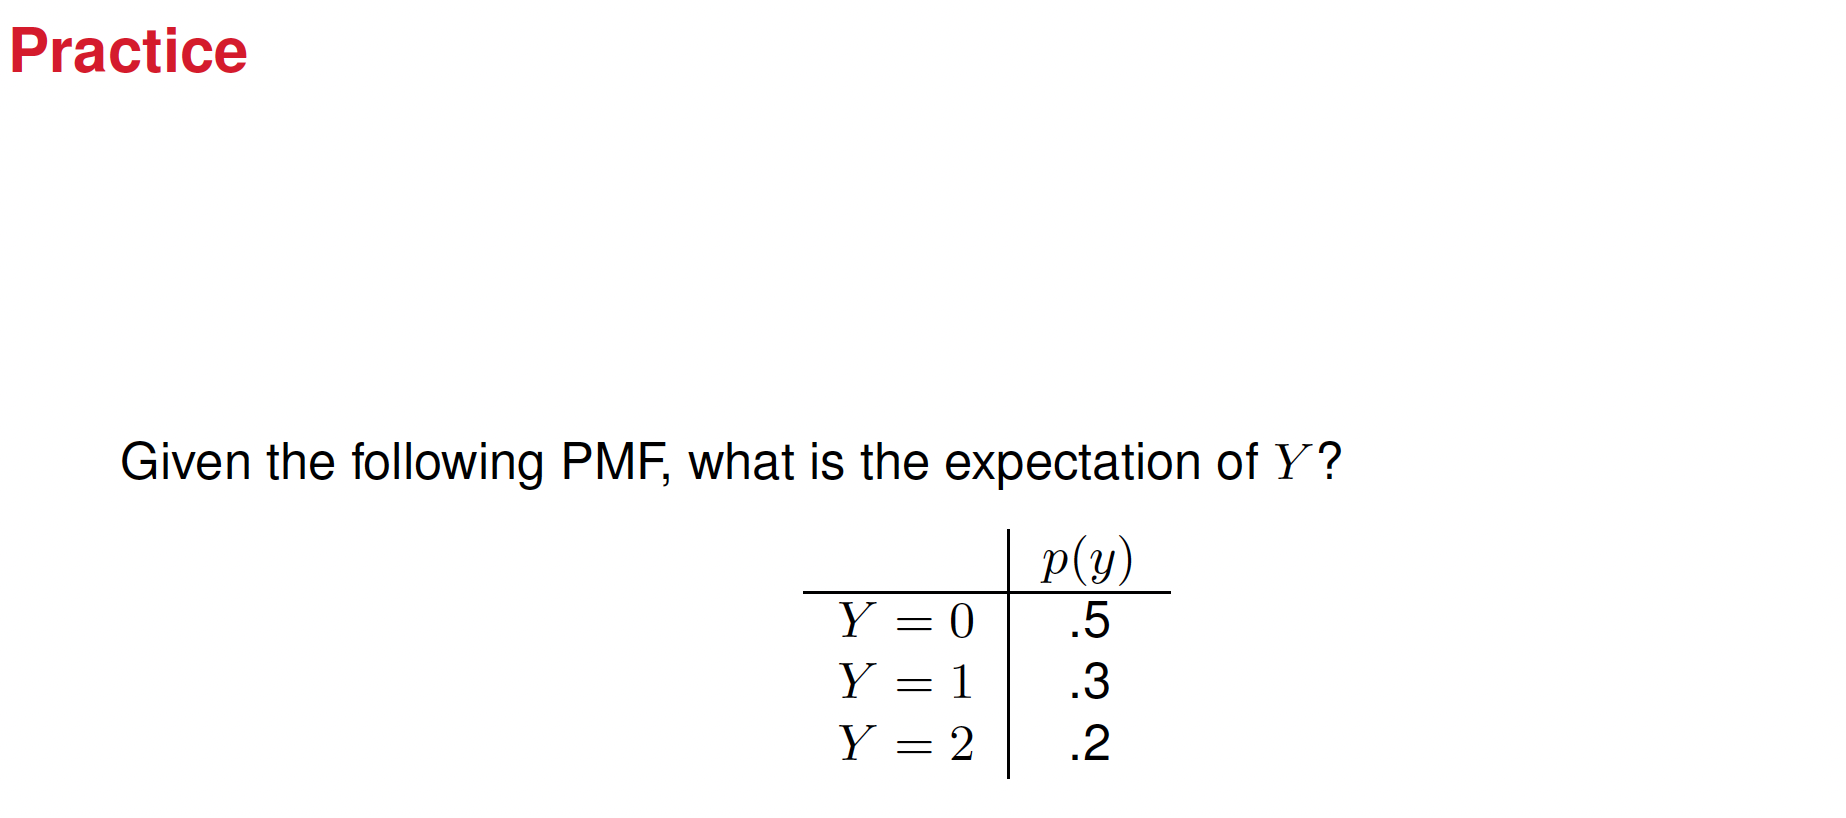 Practice
Given the following PMF, what is the expectation of Y?
p(y)
Y = 0 .5
Y = 1 .3
Y = 2 .2